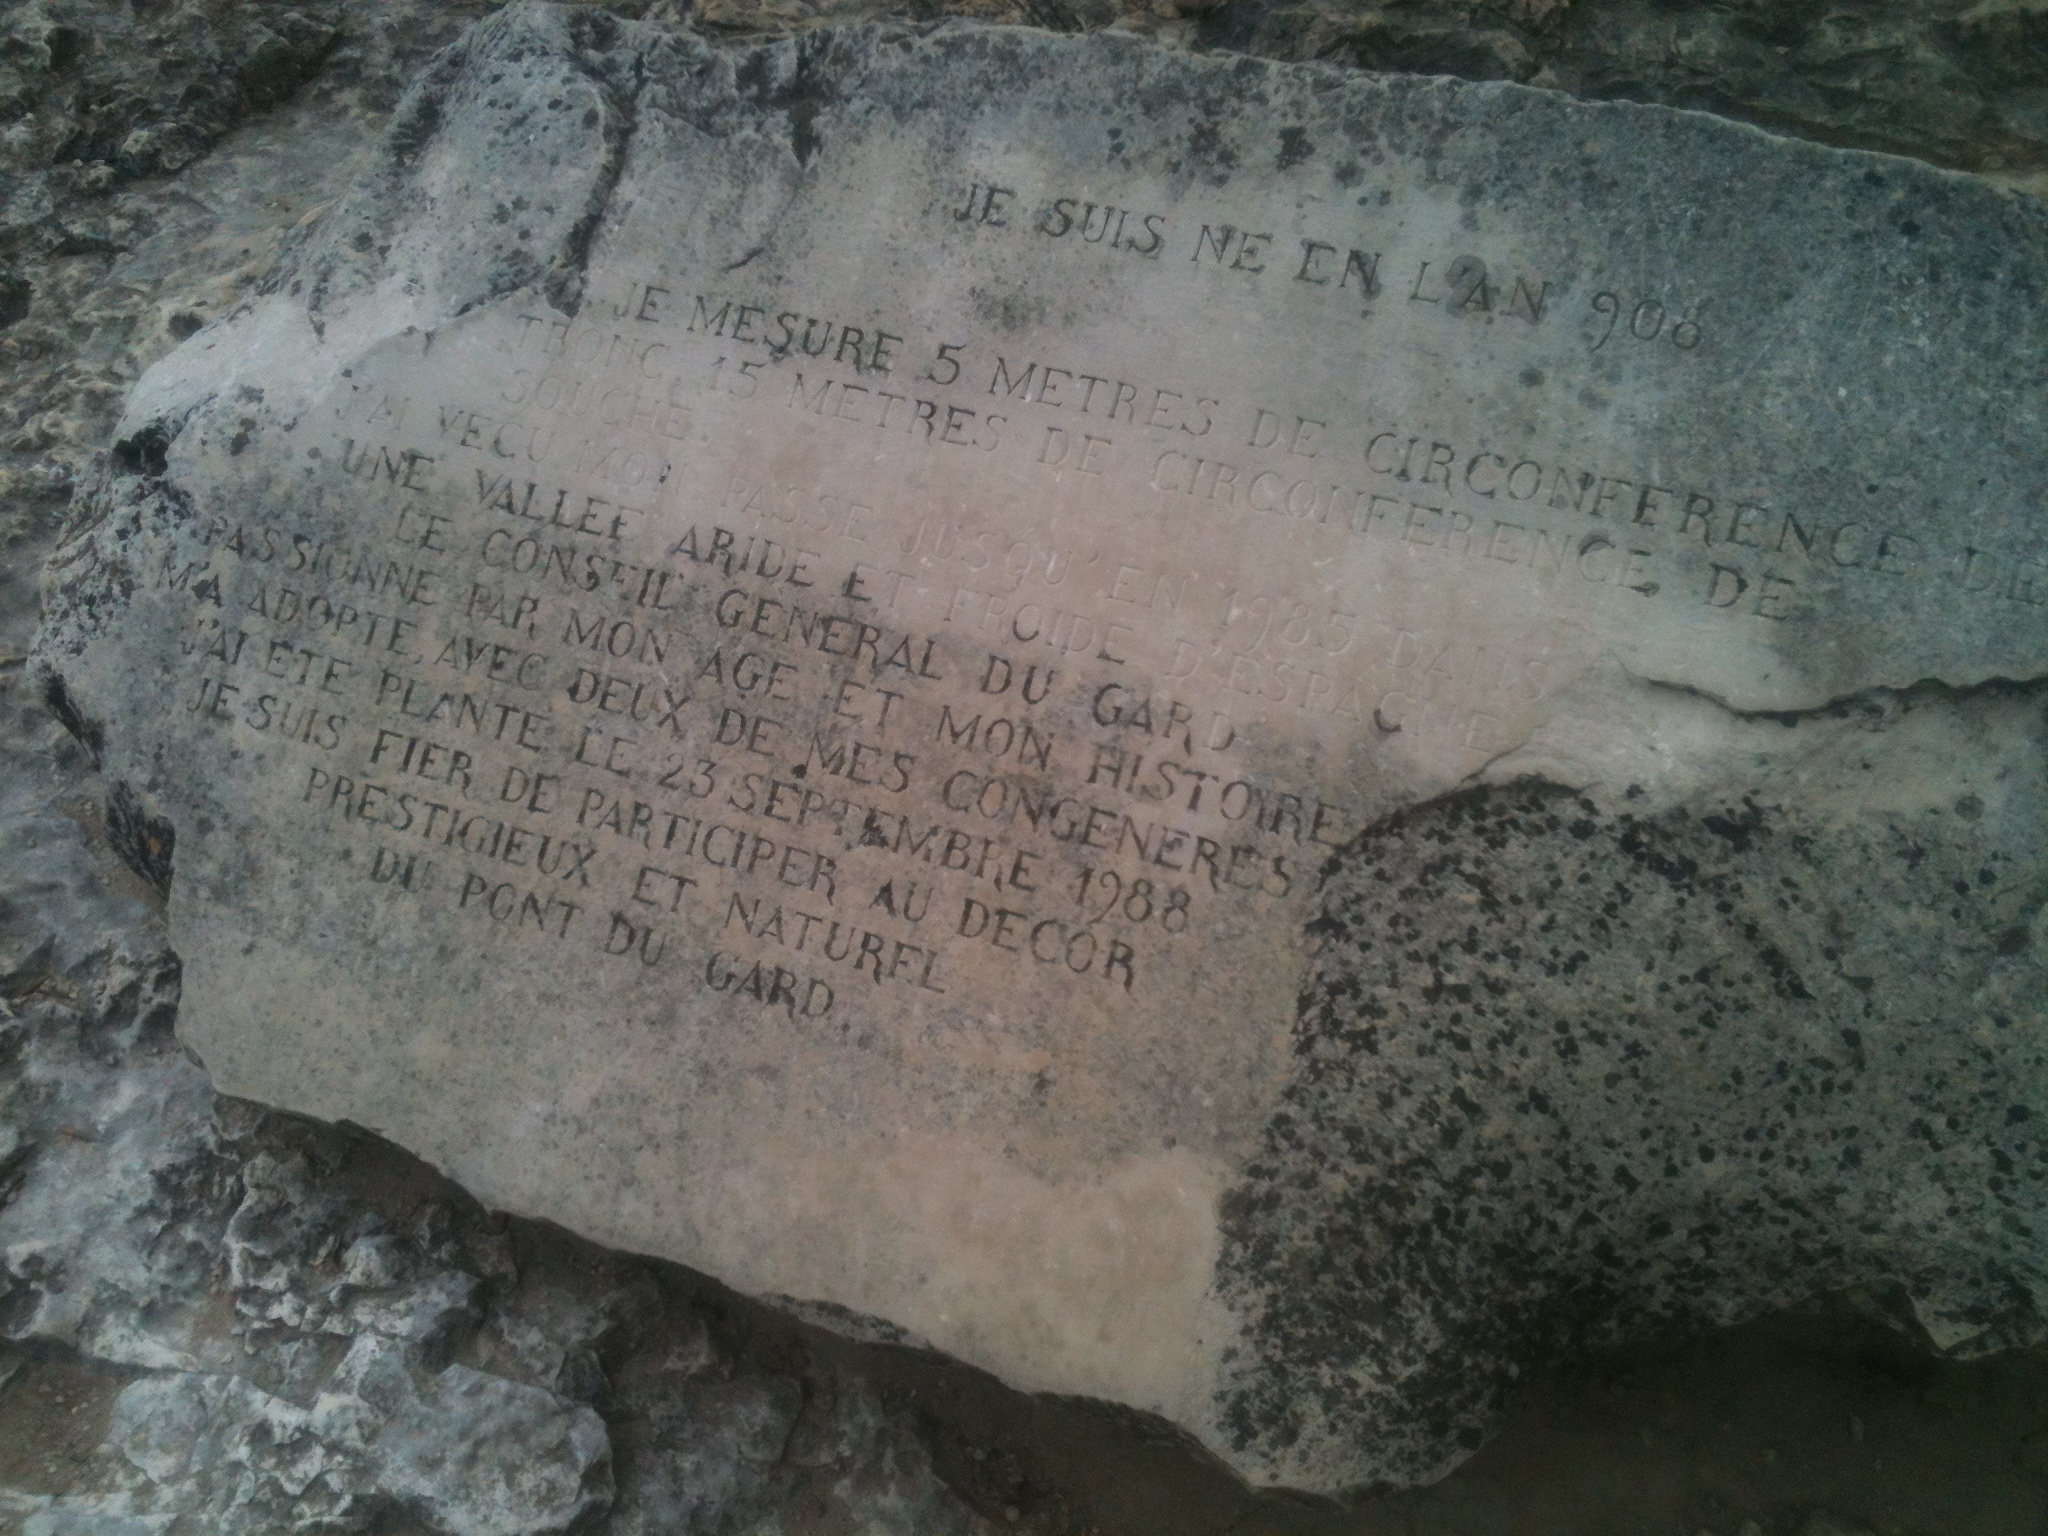 JE SUIS NE EN L'AN 908
JE MESURE 5 METRES DE CIRCONFERENCE DE
TRONC 15 METRES DE CIRCONFERENCE DE
SOUCHE.
J'AI VECU MON PASSE JUSQU'EN 1985 DANS
UNE VALLEE ARIDE ET FROIDE D'ESPAGNE
LE CONSEIL GENERAL DU GARD
PASSIONNE PAR MON AGE ET MON HISTOIRE
M'A ADOPTE, AVEC DEUX DE MES CONGENERES
J'AI ETE PLANTE LE 23 SEPTEMBRE 1988
JE SUIS FIER DE PARTICIPER AU DECOR
PRESTIGIEUX ET NATUREL
DU PONT DU GARD